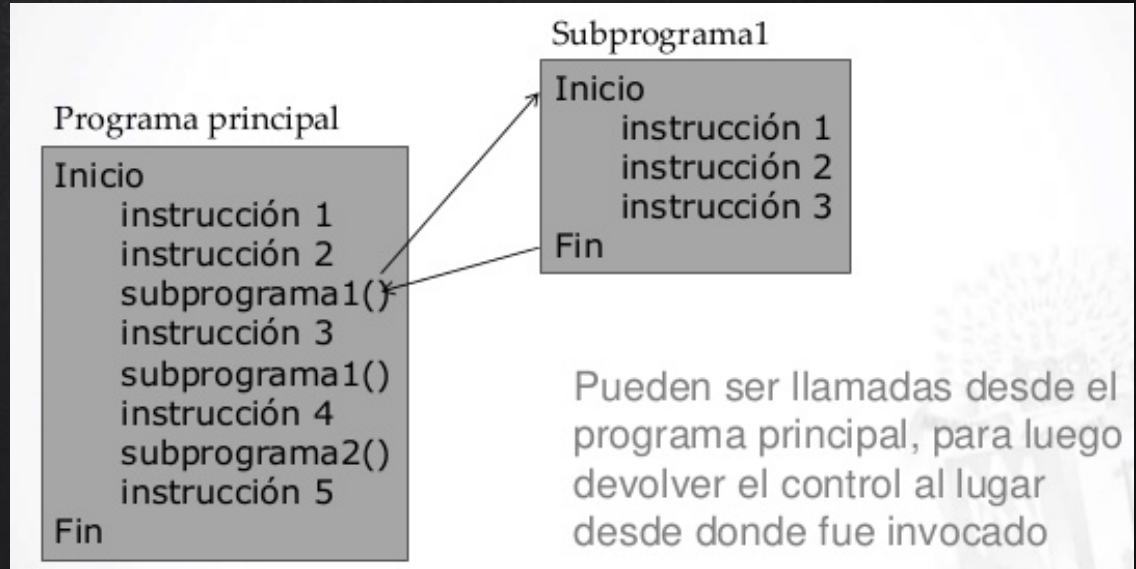 Programa principal
Inicio
instrucción 1
instrucción 2
subprograma1()
instrucción 3
subprograma1()
instrucción 4
subprograma2()
instrucción 5
Fin
Subprograma1
Inicio
instrucción 1
instrucción 2
instrucción 3
Fin
Pueden ser llamadas desde el
programa principal, para luego
devolver el control al lugar
desde donde fue invocado